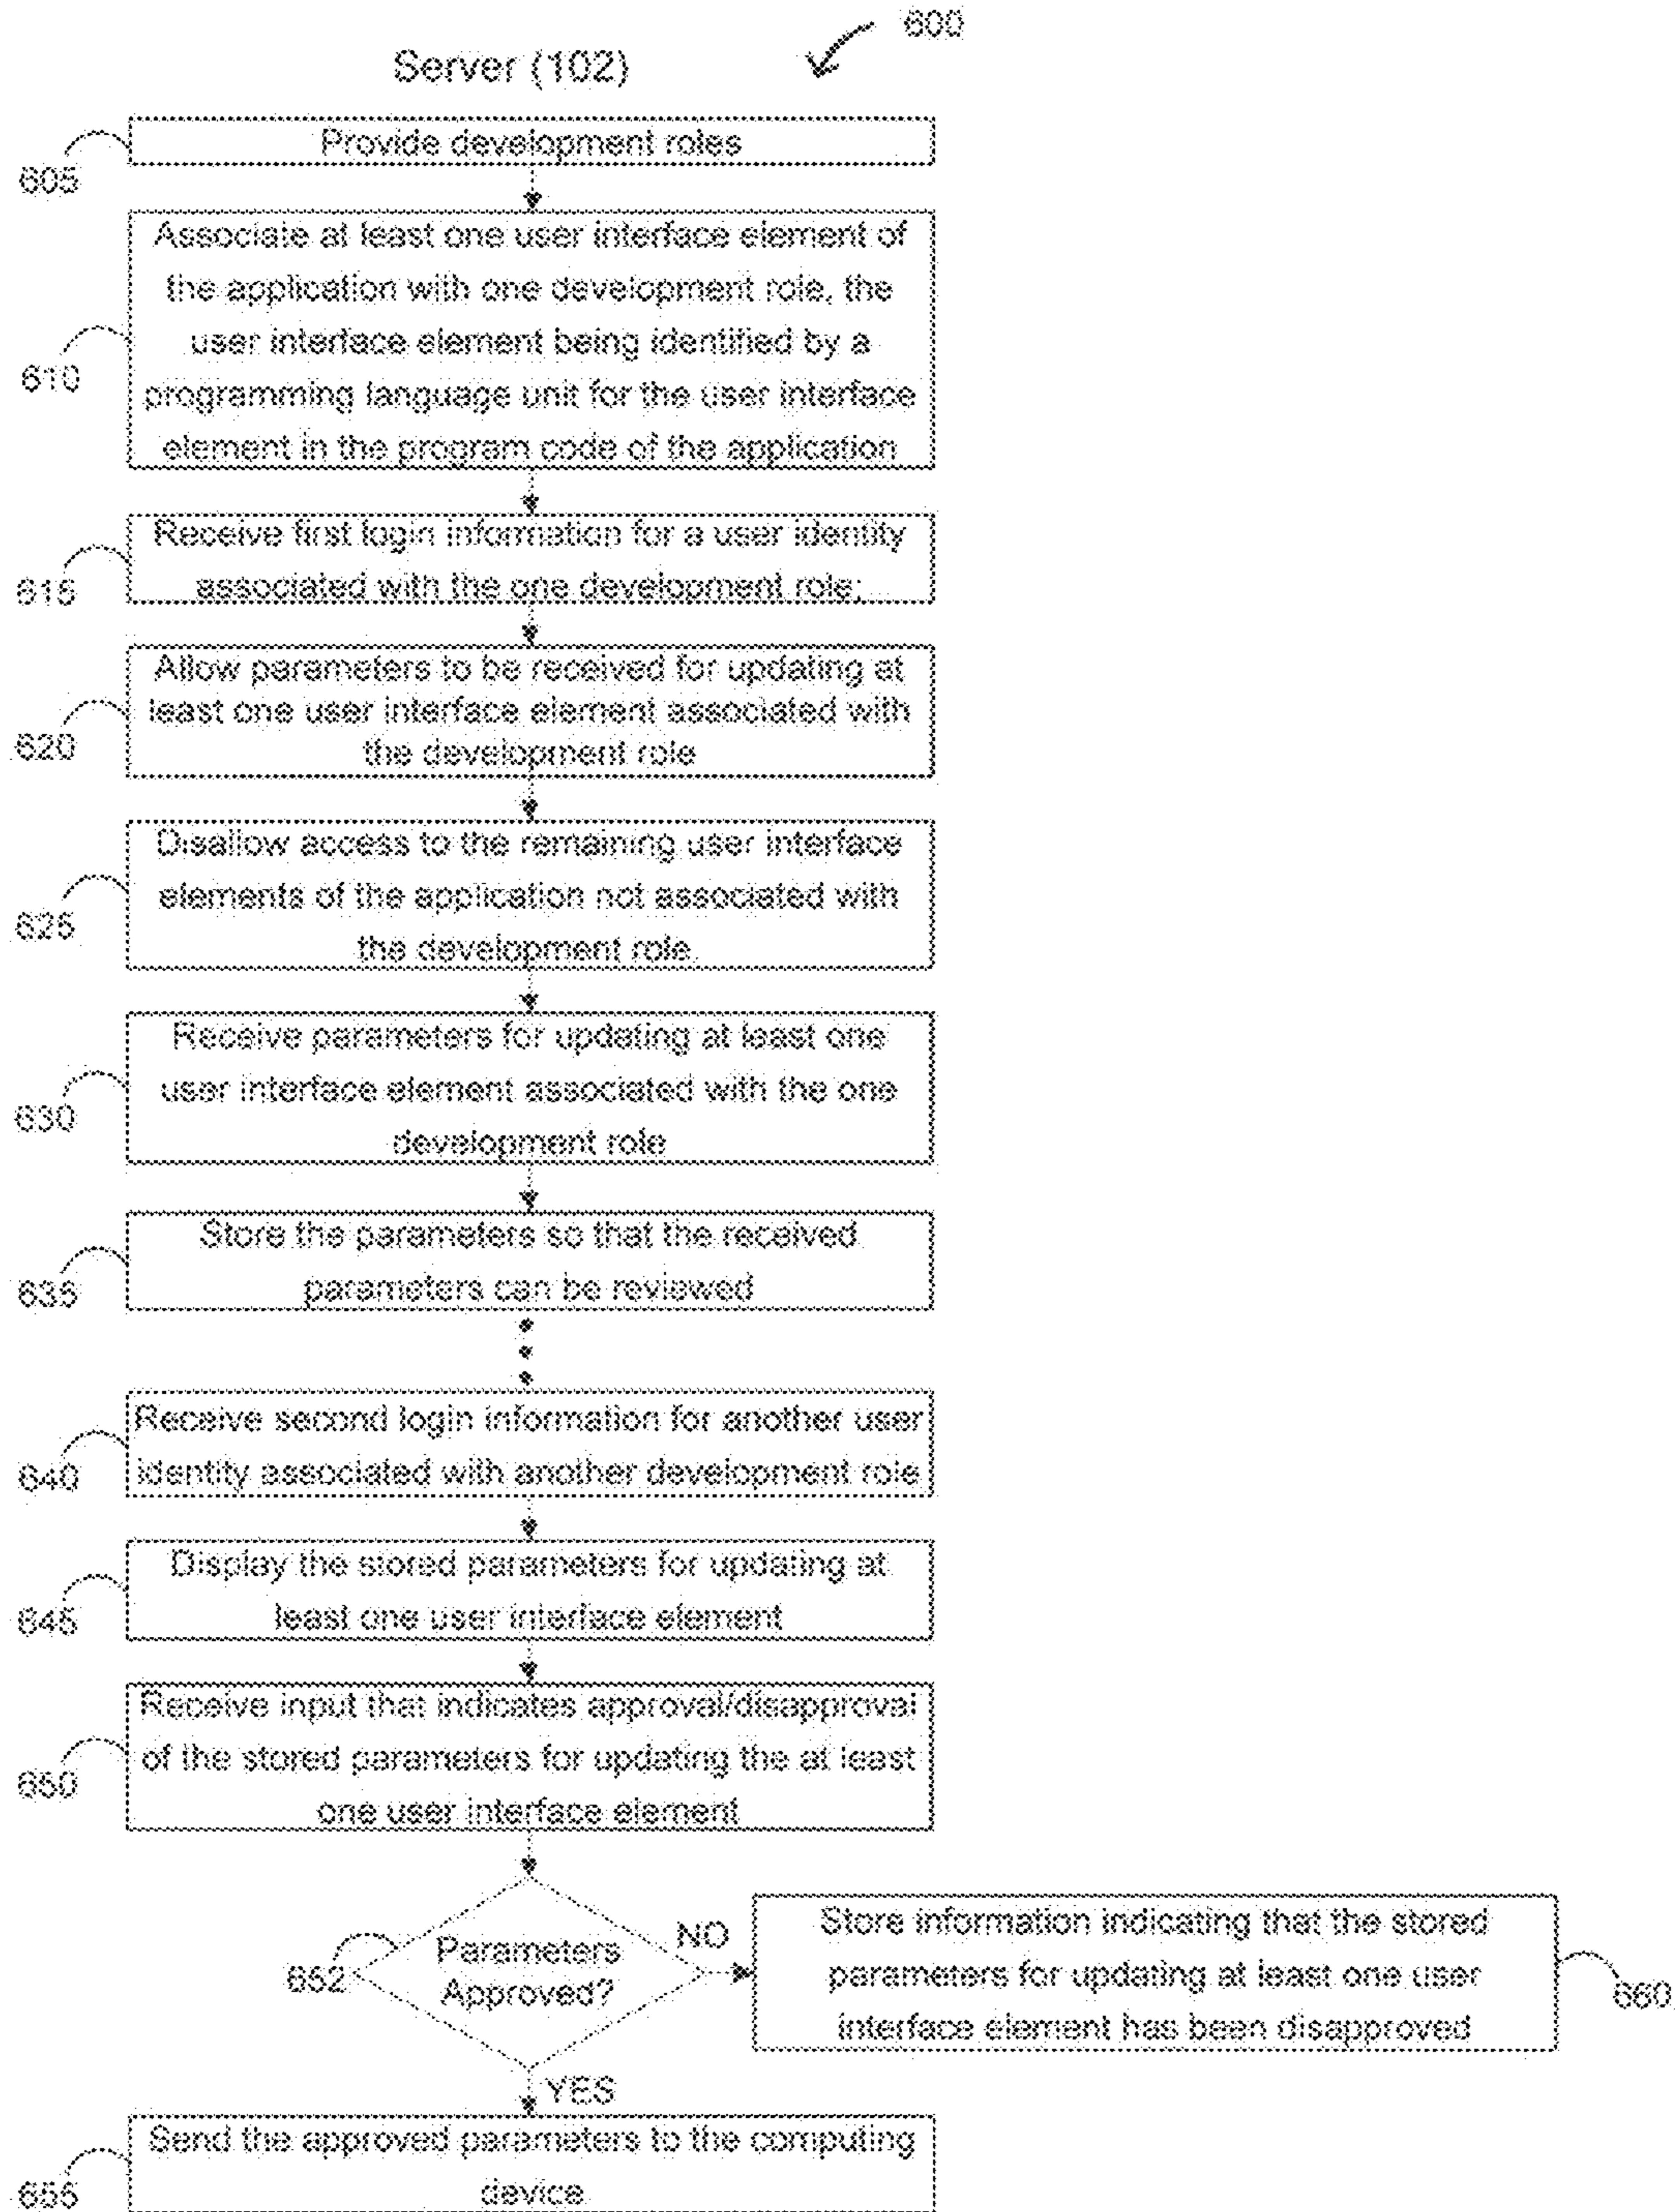 600
Server (102)
Provide development roles
605
Associate at least one user interface element of
the application with one development role, the
user interface element being identified by a
610
programming language unit for the user interface
element in the program code of the application
Receive first login information for a user identity
615
associated with the one development role;
Allow parameters to be received for updating at
least one user interface element associated with
620
the development role
Disallow access to the remaining user interface
elements of the application not associated with
625
the development role
Receive parameters for updating at least one
user interface element associated with the one
630
development role
Store the parameters so that the received
635
parameters can be reviewed
Receive second login information for another user
640
identity associated with another development role
Display the stored parameters for updating at
645
least one user interface element
Receive input that indicates approval/disapproval
of the stored parameters for updating the at least
650
one user interface element
652
Parameters
Approved?
NO
Store information indicating that the stored
parameters for updating at least one user
interface element has been disapproved
660
YES
Send the approved parameters to the computing
655
device